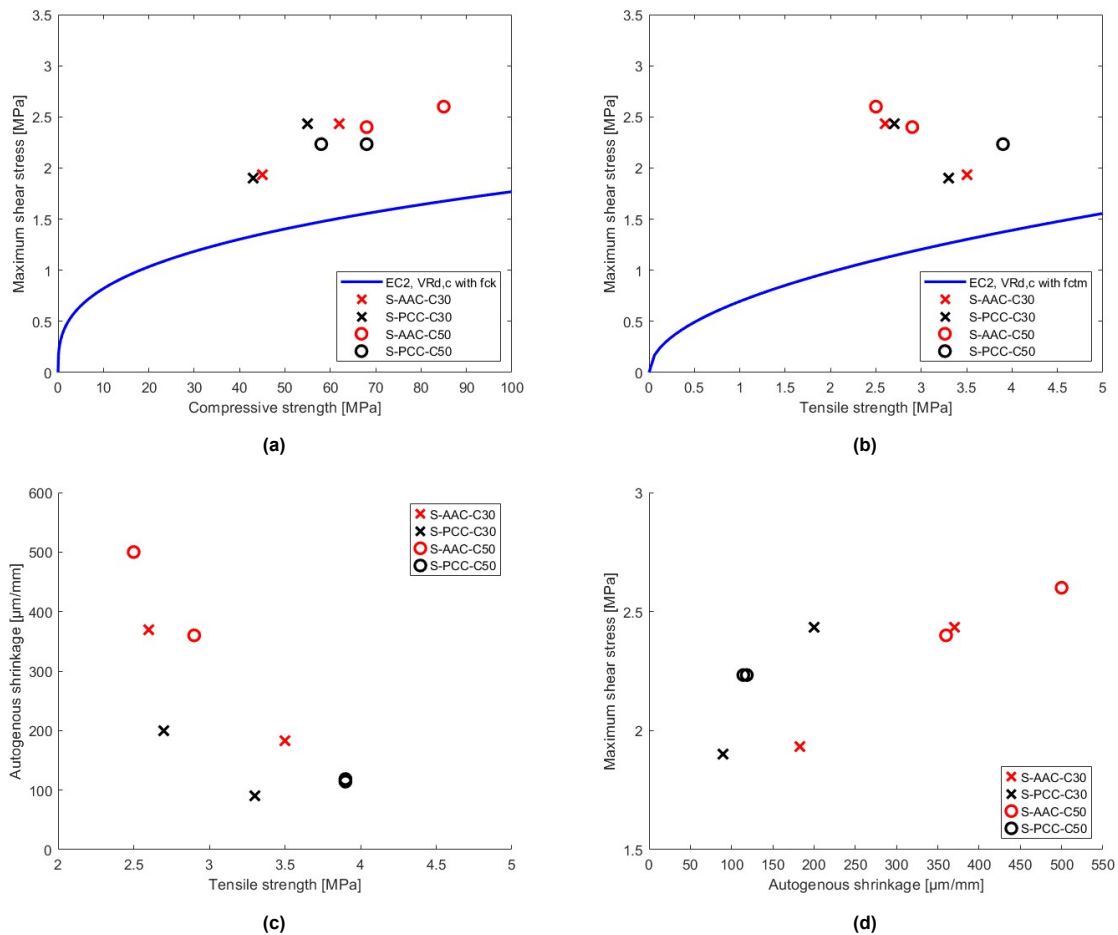 3.5
3
2.5
2
1.5
1
0.5
0
Maximum shear stress [MPa]
EC2, VRd,c with fck
S-AAC-C30
S-PCC-C30
S-AAC-C50
S-PCC-C50
0 10 20 30 40 50 60 70 80 90 100
Compressive strength [MPa]
(a)
3.5
3
2.5
2
1.5
1
0.5
0
Maximum shear stress [MPa]
EC2, VRd,c with fctm
S-AAC-C30
S-PCC-C30
S-AAC-C50
S-PCC-C50
0 0.5 1 1.5 2 2.5 3 3.5 4 4.5 5
Tensile strength [MPa]
(b)
600
500
400
300
200
100
0
Autogenous shrinkage [μm/mm]
S-AAC-C30
S-PCC-C30
S-AAC-C50
S-PCC-C50
2 2.5 3 3.5 4 4.5 5
Tensile strength [MPa]
(c)
3
2.5
2
1.5
Maximum shear stress [MPa]
S-AAC-C30
S-PCC-C30
S-AAC-C50
S-PCC-C50
0 50 100 150 200 250 300 350 400 450 500 550
Autogenous shrinkage [μm/mm]
(d)